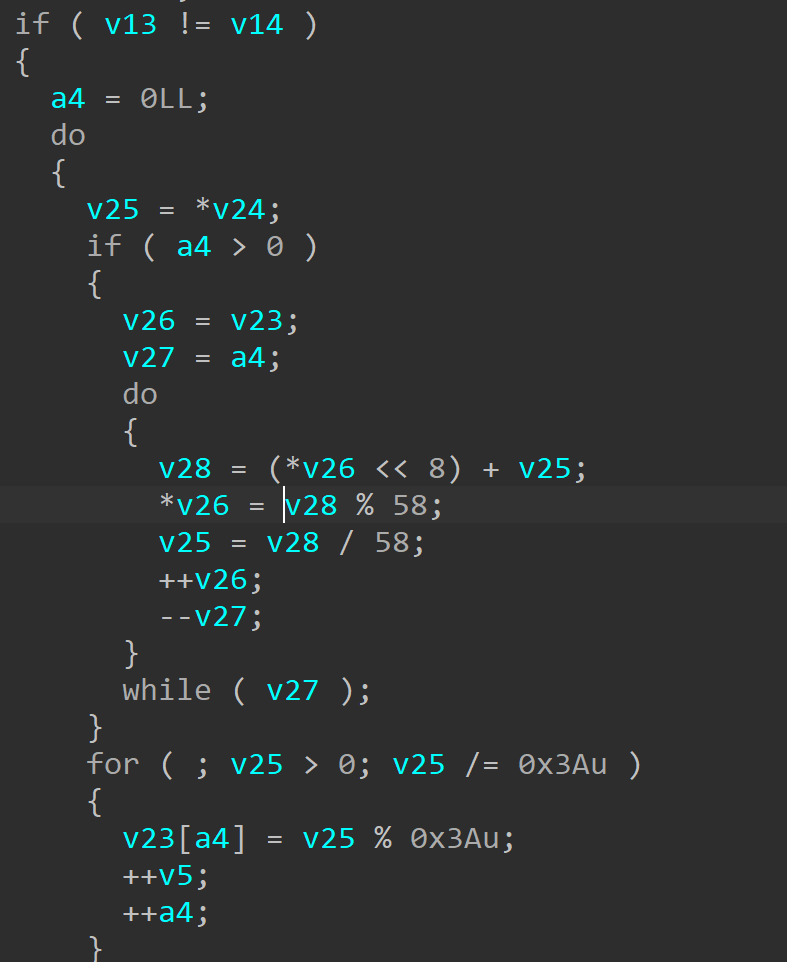 if ( v13 != v14 )
{
a4 = 0LL;
do
{
v25 = *v24;
if ( a4 > 0 )
{
v26 = v23;
v27 = a4;
do
{
v28 = (*v26 << 8) + v25;
*v26 = v28 % 58;
v25 = v28 / 58;
++v26;
--v27;
}
while ( v27 );
}
for ( ; v25 > 0; v25 /= 0x3Au )
{
v23[a4] = v25 % 0x3Au;
++v5;
++a4;
}